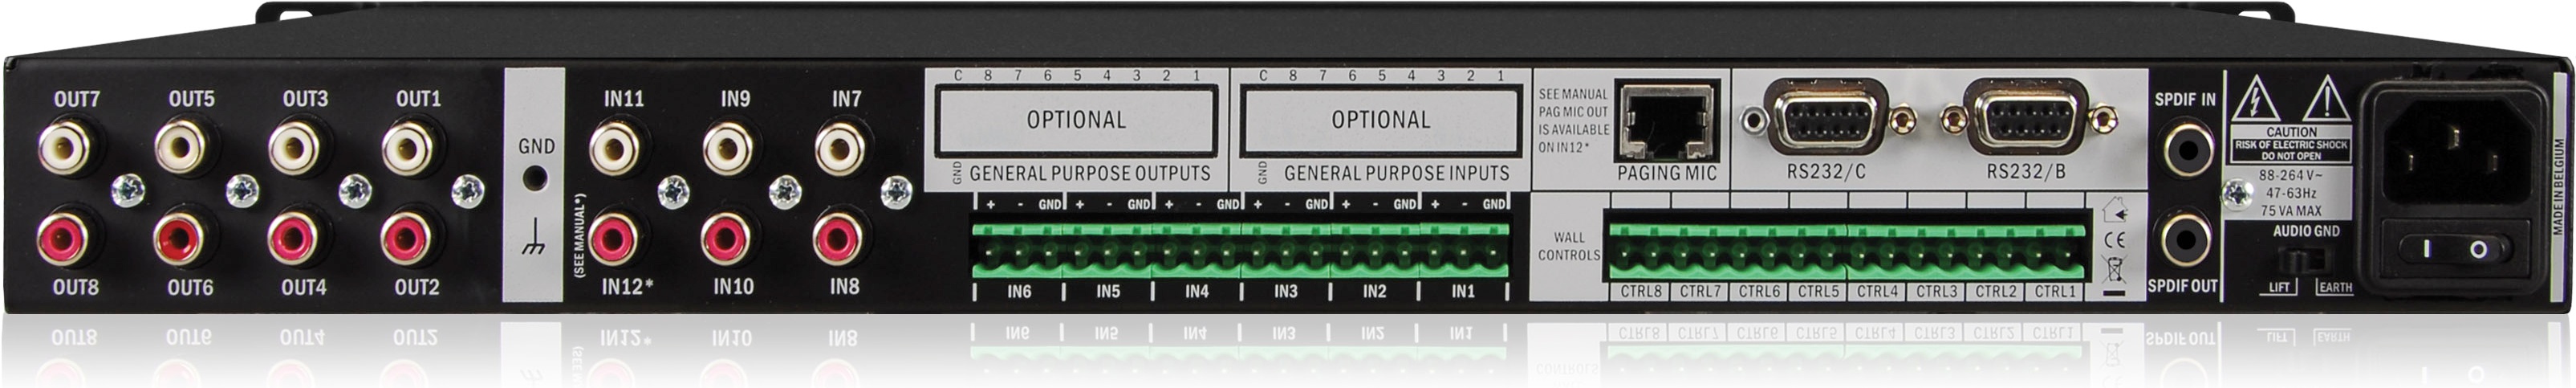 OUT7 OUT5 OUT3 OUT1
OUT8 OUT6 OUT4 OUT2
GND
(SEE MANUAL*)
IN11 IN9 IN7
IN12* IN10 IN8
C 8 7 6 5 4 3 2 1
OPTIONAL
GND GENERAL PURPOSE OUTPUTS
C 8 7 6 5 4 3 2 1
OPTIONAL
GND GENERAL PURPOSE INPUTS
+ - GND + - GND + - GND + - GND + - GND + - GND
IN6 IN5 IN4 IN3 IN2 IN1
SEE MANUAL
PAG MIC OUT
IS AVAILABLE
ON IN12*
PAGING MIC
RS232/C
RS232/B
WALL
CONTROLS
CTRL8 CTRL7 CTRL6 CTRL5 CTRL4 CTRL3 CTRL2 CTRL1
CE
SPDIF IN
SPDIF OUT
CAUTION
RISK OF ELECTRIC SHOCK
DO NOT OPEN
88-264 V~
47-63Hz
75 VA MAX
AUDIO GND
LIFT EARTH
I O
MADE IN BELGIUM